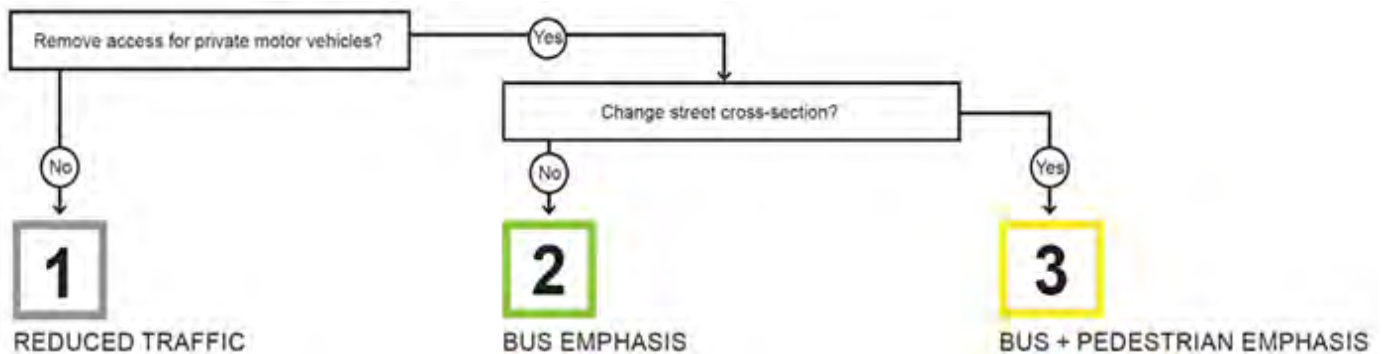 Remove access for private motor vehicles?
Yes
Change street cross-section?
No
No
Yes
1
2
3
REDUCED TRAFFIC
BUS EMPHASIS
BUS + PEDESTRIAN EMPHASIS